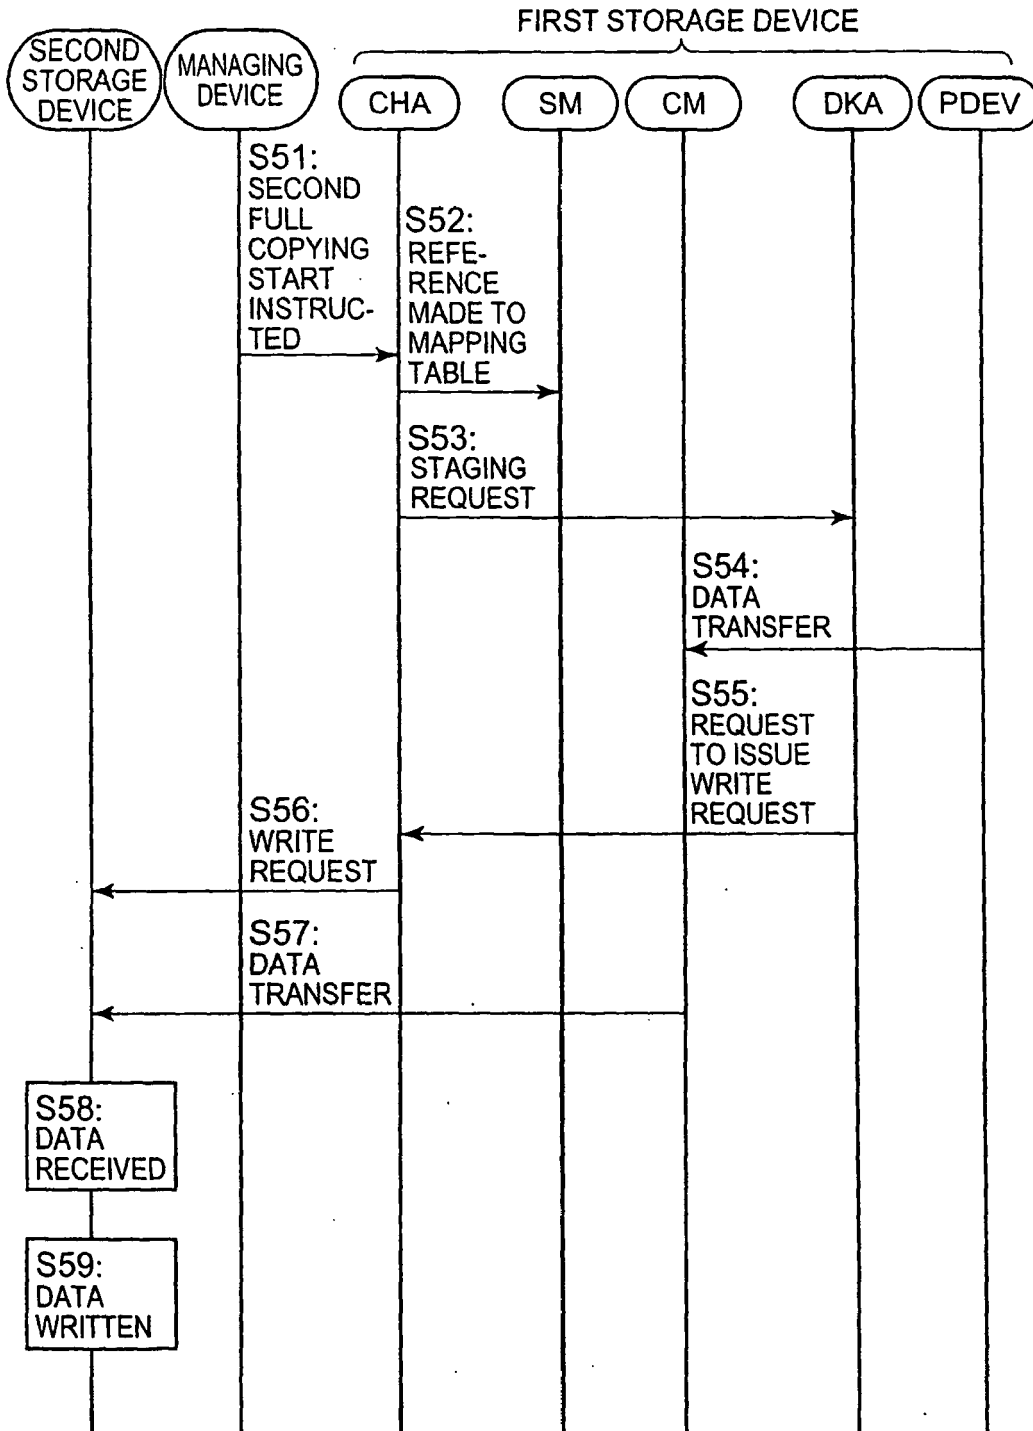 FIRST STORAGE DEVICE
SECOND
STORAGE
DEVICE
MANAGING
DEVICE
CHA
SM
CM
DKA
PDEV
S51:
SECOND
FULL
COPYING
START
INSTRUC-
TED
S52:
REFE-
RENCE
MADE TO
MAPPING
TABLE
S53:
STAGING
REQUEST
S54:
DATA
TRANSFER
S55:
REQUEST
TO ISSUE
WRITE
REQUEST
S56:
WRITE
REQUEST
S57:
DATA
TRANSFER
S58:
DATA
RECEIVED
S59:
DATA
WRITTEN